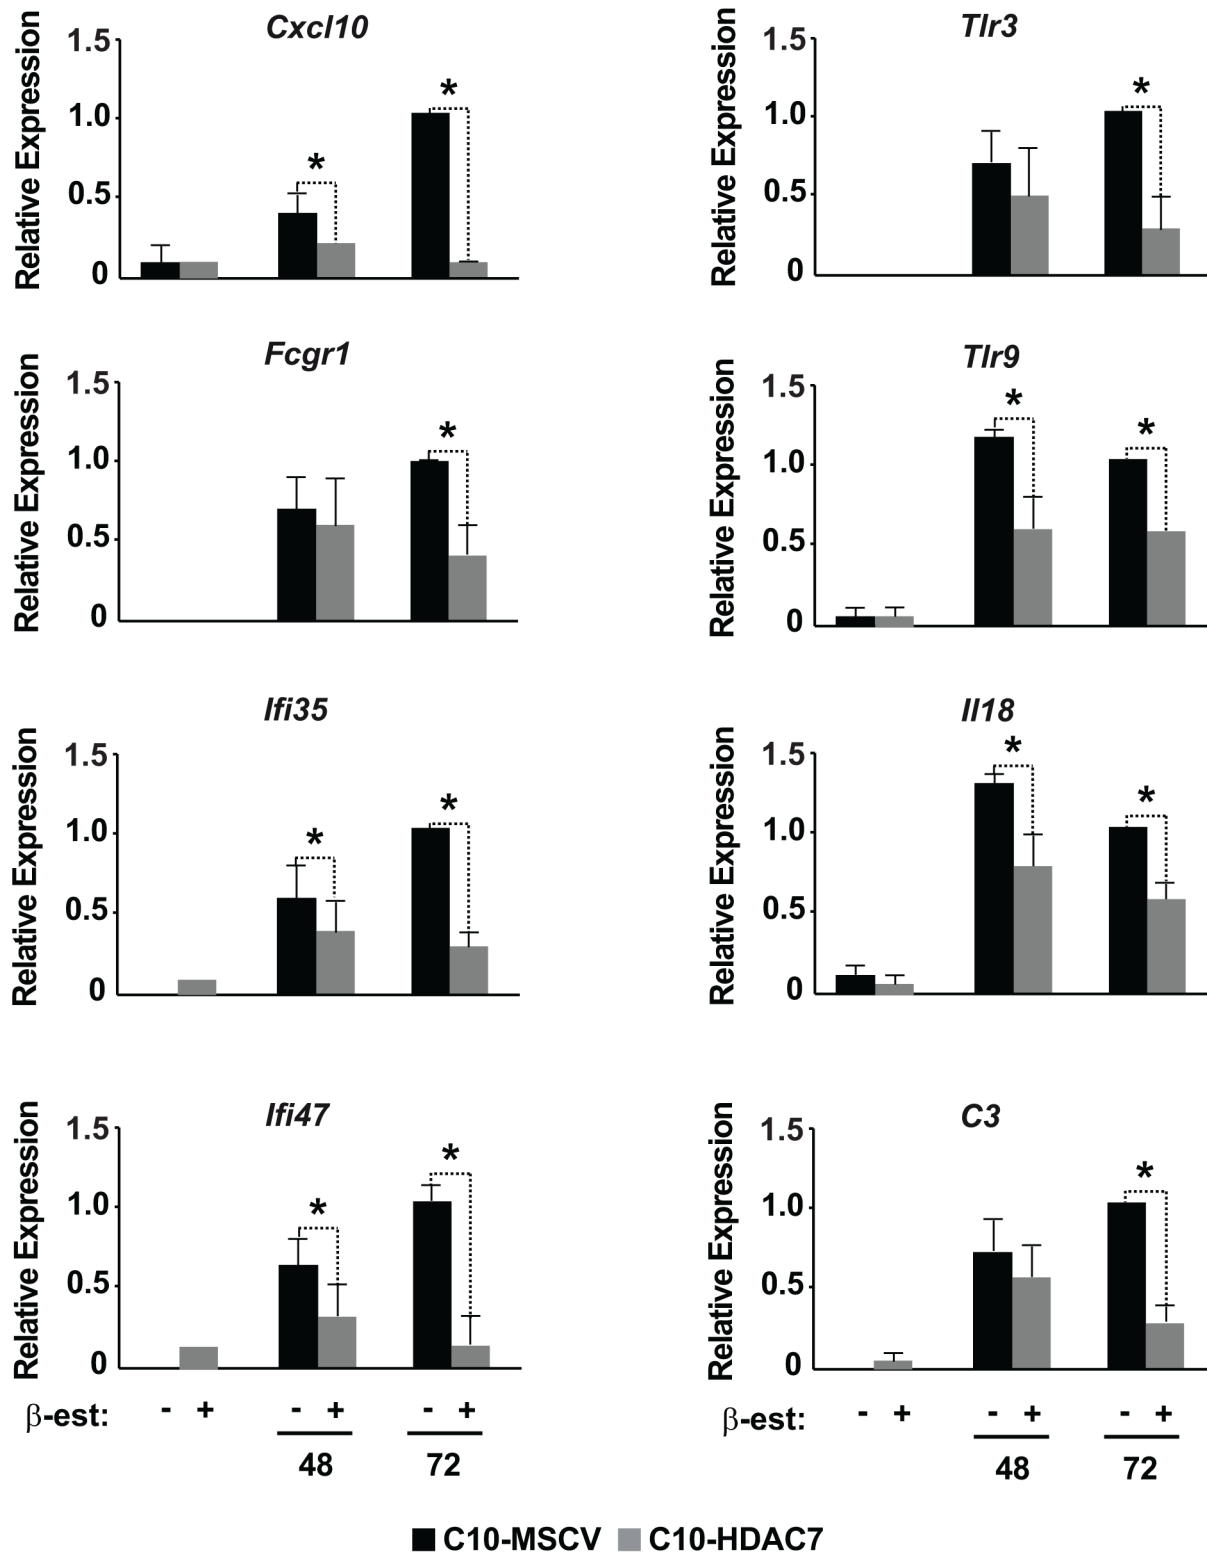 Cxcl10
Relative Expression
1.5
1.0
0.5
0
*
*
Tlr3
Relative Expression
1.5
1.0
0.5
0
*
Fcgr1
Relative Expression
1.5
1.0
0.5
0
*
Tlr9
Relative Expression
1.5
1.0
0.5
0
*
*
Ifi35
Relative Expression
1.5
1.0
0.5
0
*
*
Il18
Relative Expression
1.5
1.0
0.5
0
*
*
Ifi47
Relative Expression
1.5
1.0
0.5
0
*
*
β-est: - + - + - +
48 72
C3
Relative Expression
1.5
1.0
0.5
0
*
β-est: - + - + - +
48 72
C10-MSCV C10-HDAC7